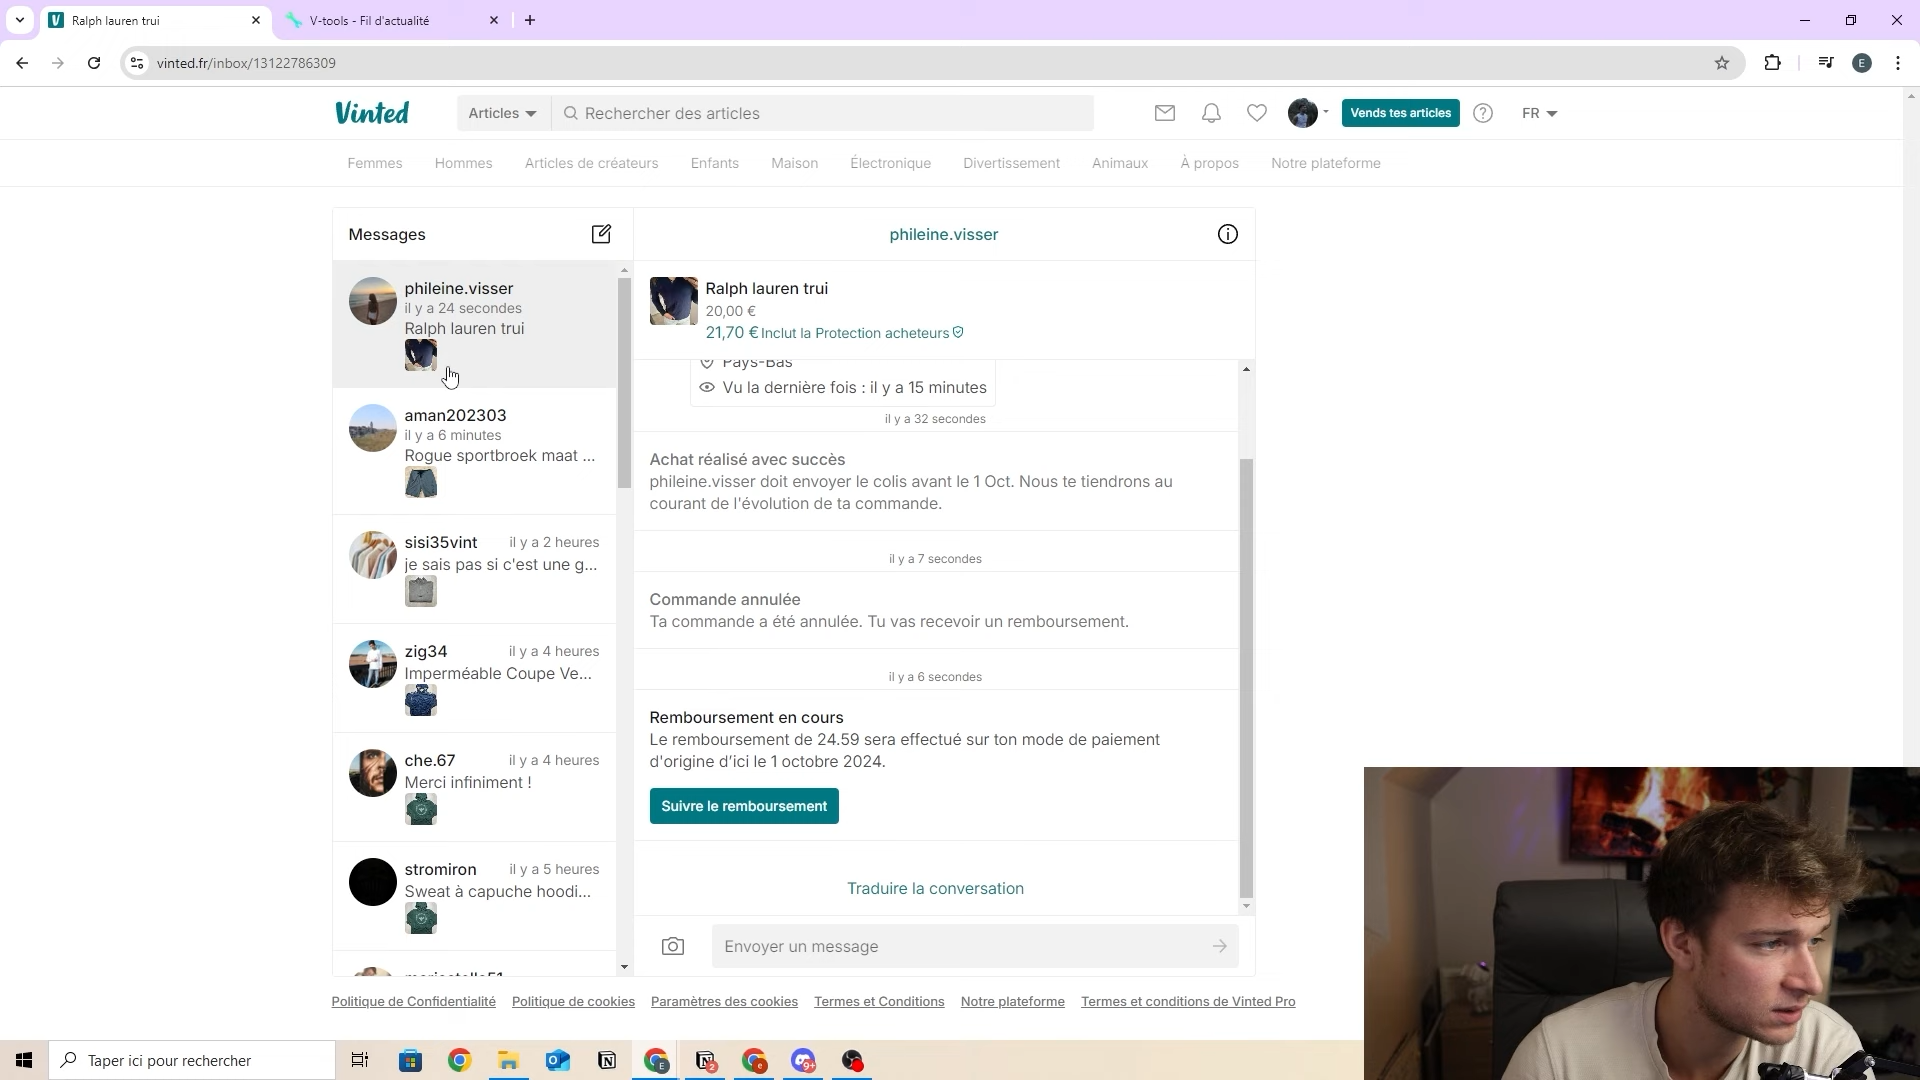 Ralph lauren trui
V-tools - Fil d'actualité
vinted.fr/inbox/13122786309
E
Vinted
Articles
Rechercher des articles
Vends tes articles
FR
Femmes
Hommes
Articles de créateurs
Enfants
Maison
Électronique
Divertissement
Animaux
À propos
Notre plateforme
Messages
phileine.visser
il y a 24 secondes
Ralph lauren trui
aman202303
il y a 6 minutes
Rogue sportbroek maat ...
sisi35vint
il y a 2 heures
je sais pas si c'est une g...
zig34
il y a 4 heures
Imperméable Coupe Ve...
che.67
il y a 4 heures
Merci infiniment !
stromiron
il y a 5 heures
Sweat à capuche hoodi...
phileine.visser
Ralph lauren trui
20,00 €
21,70 € Inclut la Protection acheteurs
Pays-Bas
Vu la dernière fois : il y a 15 minutes
il y a 32 secondes
Achat réalisé avec succès
phileine.visser doit envoyer le colis avant le 1 Oct. Nous te tiendrons au
courant de l'évolution de ta commande.
il y a 7 secondes
Commande annulée
Ta commande a été annulée. Tu vas recevoir un remboursement.
il y a 6 secondes
Remboursement en cours
Le remboursement de 24.59 sera effectué sur ton mode de paiement
d'origine d'ici le 1 octobre 2024.
Suivre le remboursement
Traduire la conversation
Envoyer un message
Politique de Confidentialité
Politique de cookies
Paramètres des cookies
Termes et Conditions
Notre plateforme
Termes et conditions de Vinted Pro
Taper ici pour rechercher